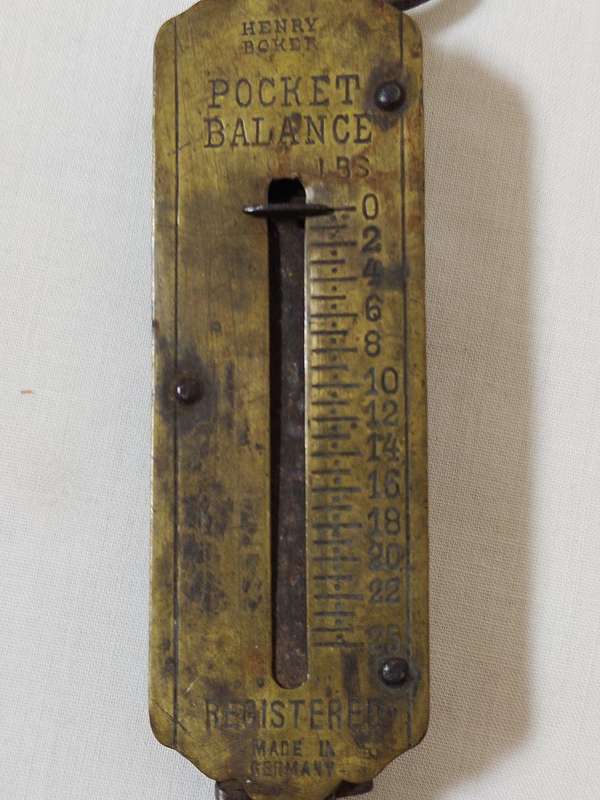 HENRY
BOKER
POCKET
BALANCE
LBS
0
2
4
6
8
10
12
14
16
18
20
22
25
REGISTERED
MADE IN
GERMANY